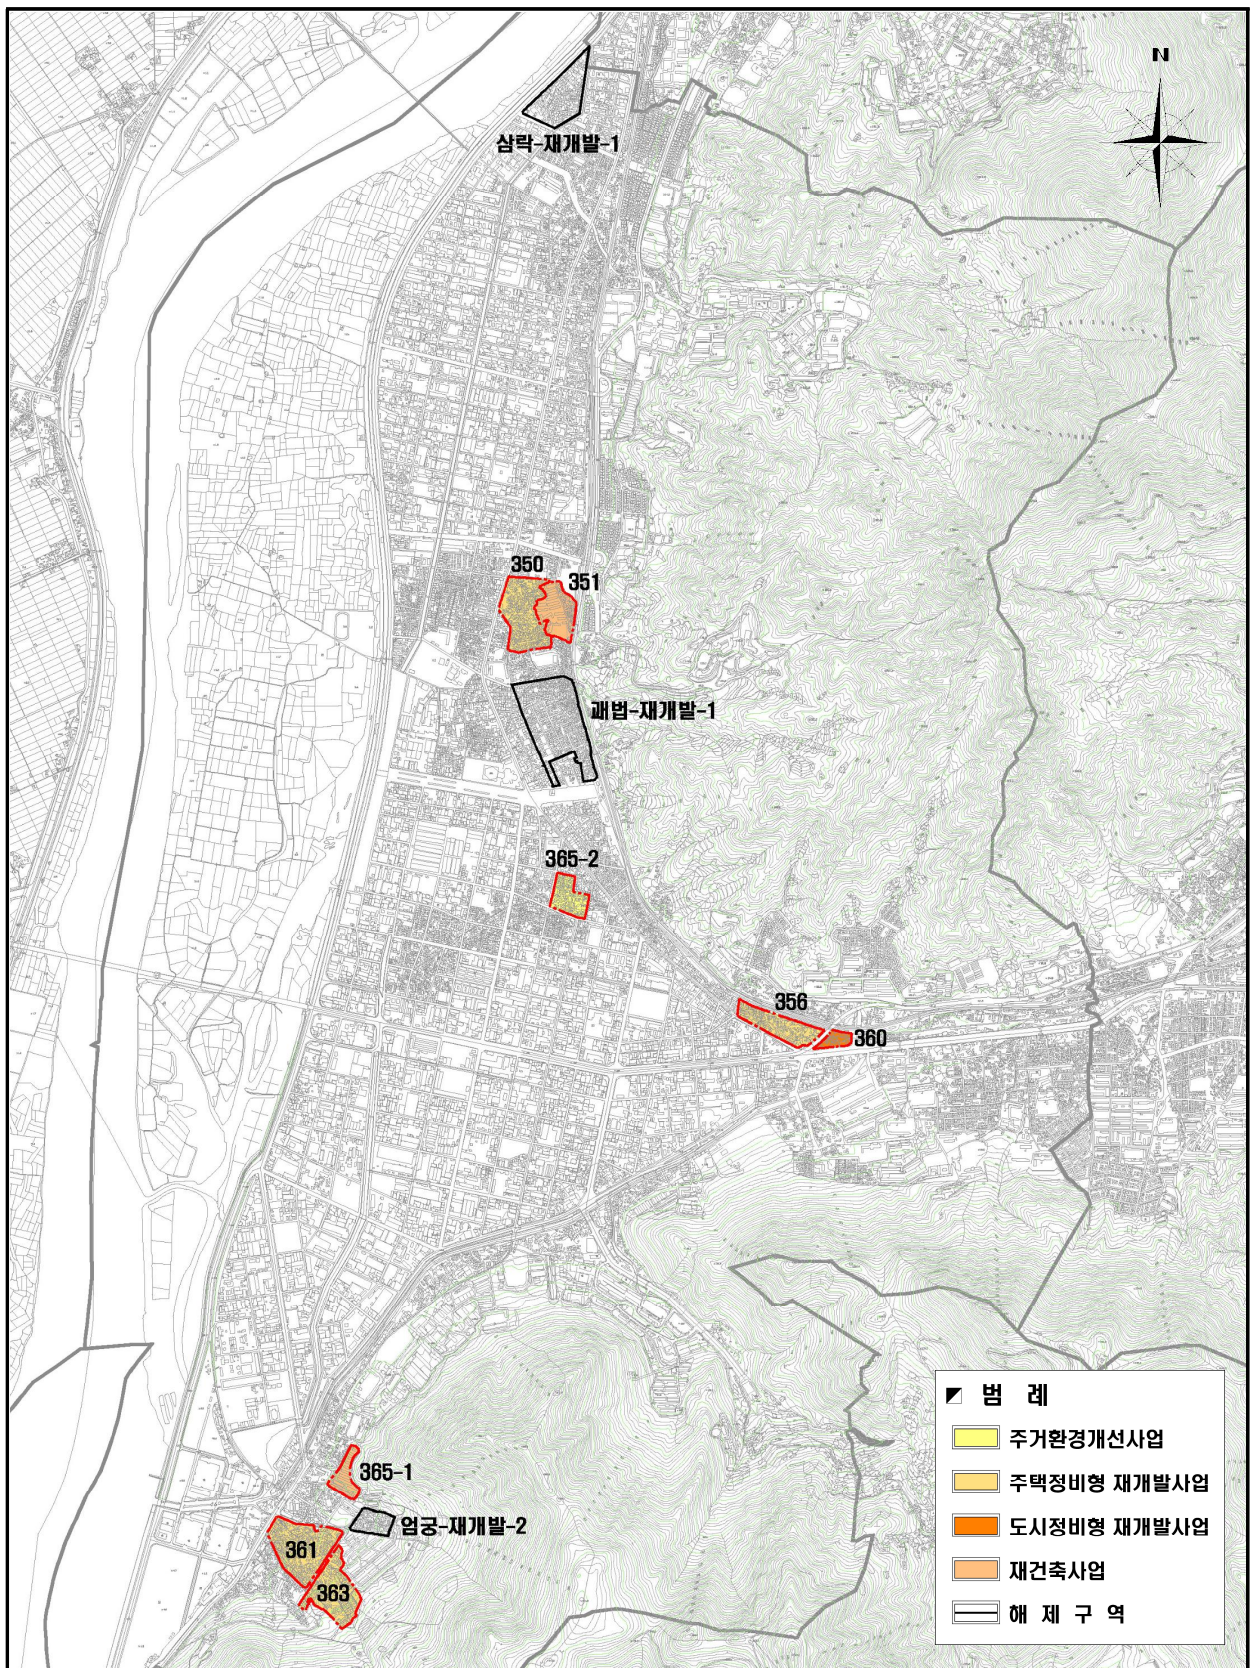 N
삼락-재개발-1
350
351
괘법-재개발-1
365-2
356
360
365-1
엄궁-재개발-2
361
363
범 례
주거환경개선사업
주택정비형 재개발사업
도시정비형 재개발사업
재건축사업
해 제 구 역